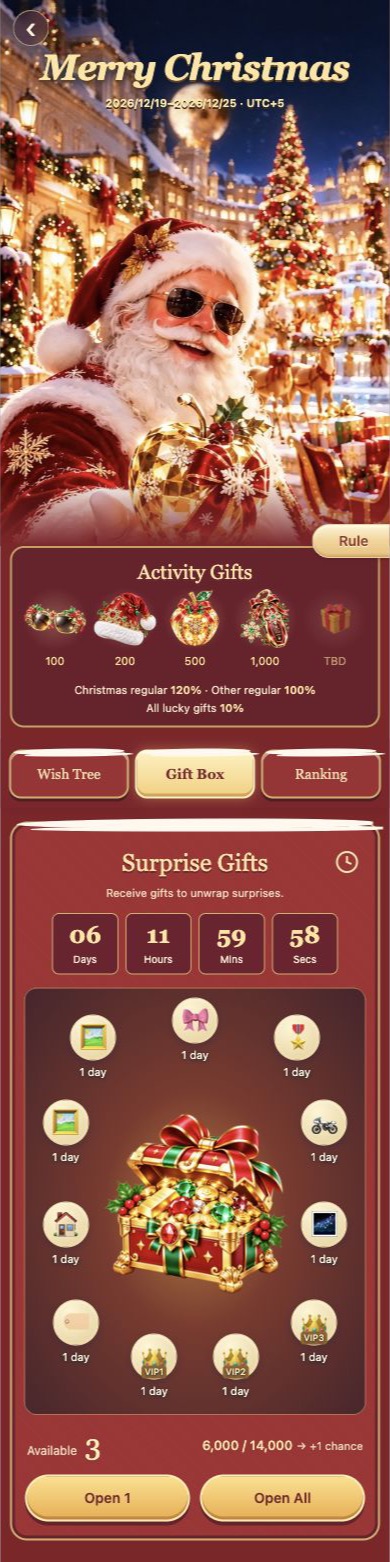 Merry Christmas
2026/12/19–2026/12/25 · UTC+5
Rule
Activity Gifts
100 200 500 1,000 TBD
Christmas regular 120% · Other regular 100%
All lucky gifts 10%
Wish Tree Gift Box Ranking
Surprise Gifts
Receive gifts to unwrap surprises.
06 11 59 58
Days Hours Mins Secs
1 day
1 day 1 day
1 day 1 day
1 day 1 day
VIP3
1 day 1 day
VIP1 VIP2
1 day 1 day
Available 3 6,000 / 14,000 → +1 chance
Open 1 Open All